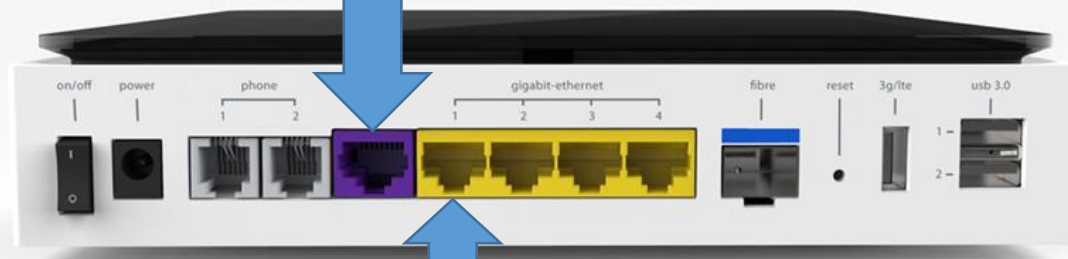 on/off power phone gigabit-ethernet fibre reset 3g/lte usb 3.0
1 2 1 2 3 4
1 -
2 -
I
O